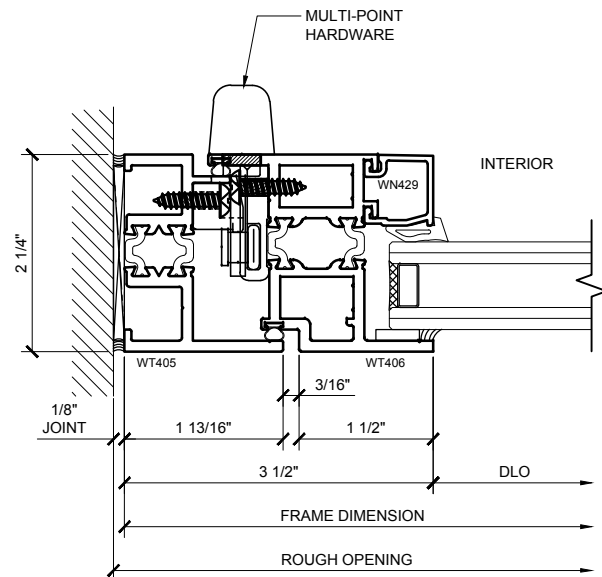 MULTI-POINT
HARDWARE
INTERIOR
WN429
2 1/4"
WT405
WT406
3/16"
1/8"
JOINT
1 13/16"
1 1/2"
3 1/2"
DLO
FRAME DIMENSION
ROUGH OPENING